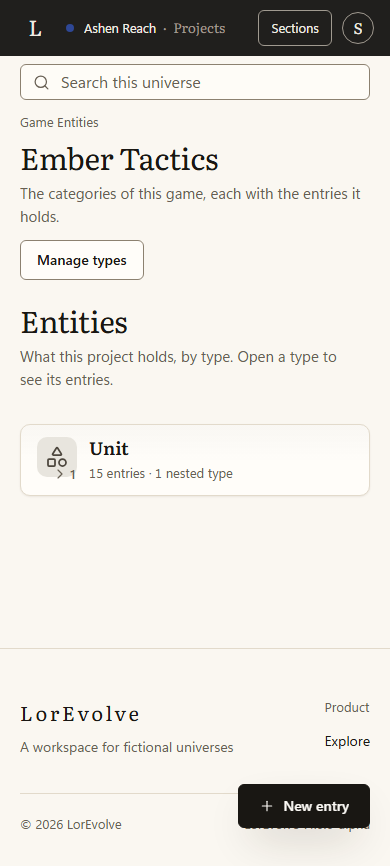 L Ashen Reach · Projects Sections S
Search this universe
Game Entities
Ember Tactics
The categories of this game, each with the entries it
holds.
Manage types
Entities
What this project holds, by type. Open a type to
see its entries.
Unit
1
15 entries · 1 nested type
LorEvolve
Product
A workspace for fictional universes
Explore
New entry
© 2026 LorEvolve